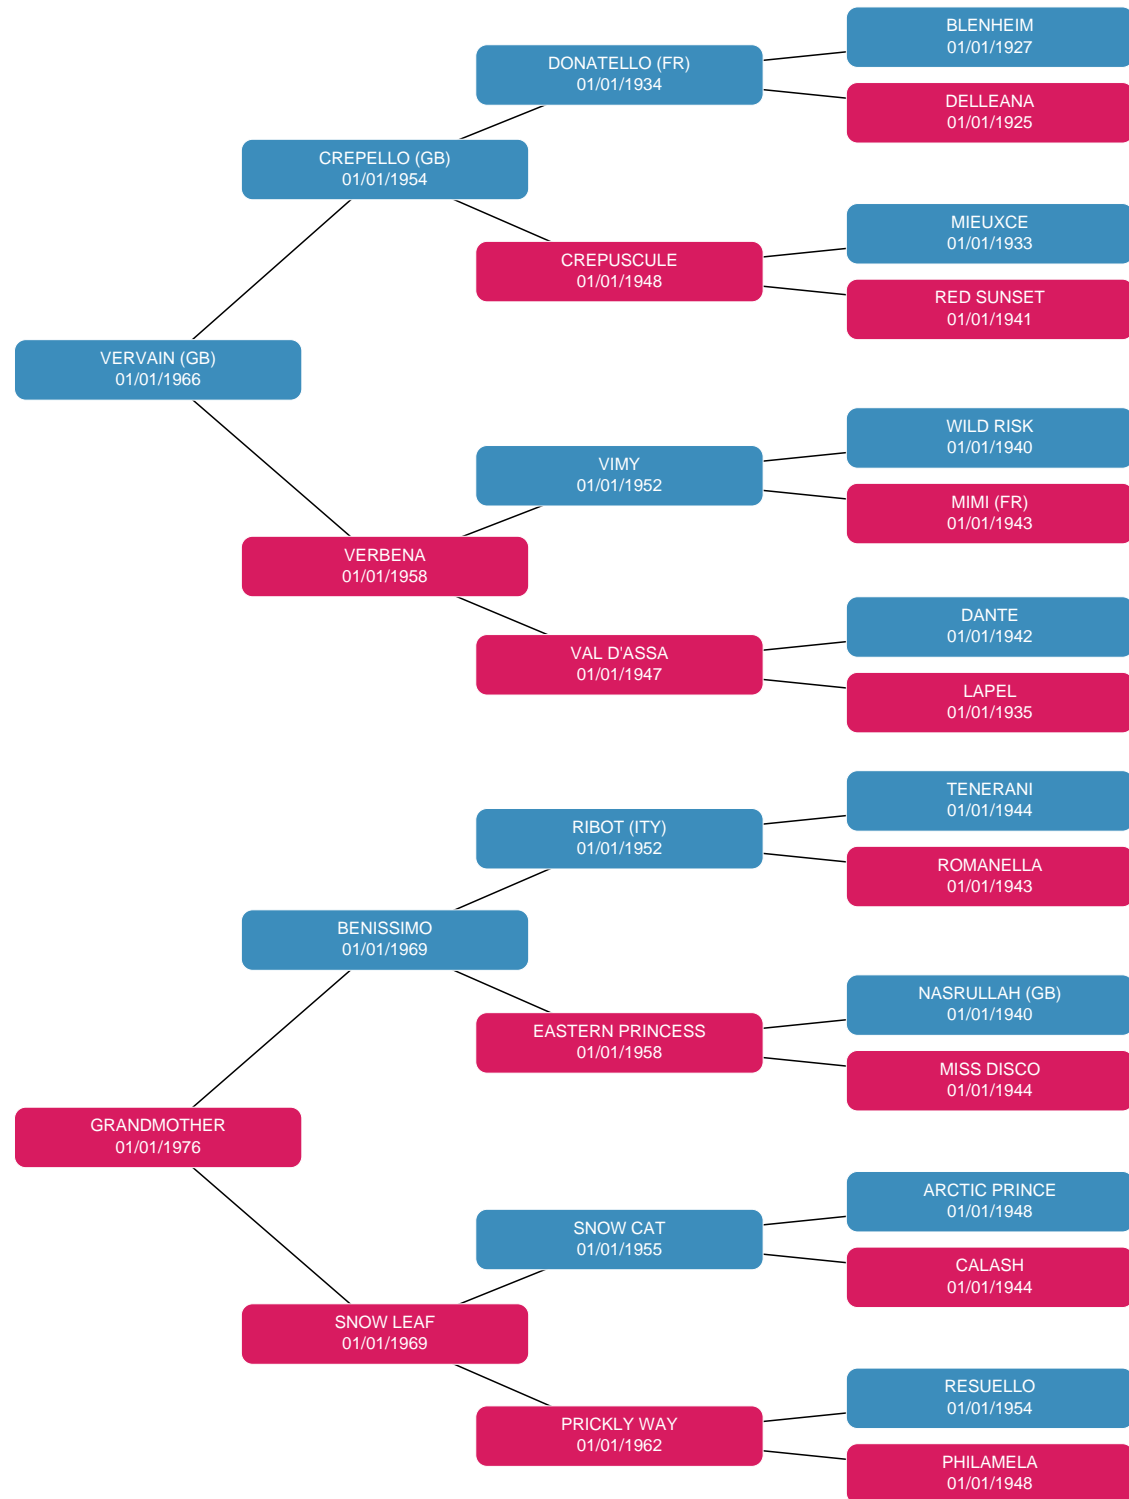 BLENHEIM
01/01/1927
DONATELLO (FR)
01/01/1934
DELLEANA
01/01/1925
CREPELLO (GB)
01/01/1954
MIEUXCE
01/01/1933
CREPUSCULE
01/01/1948
RED SUNSET
01/01/1941
VERVAIN (GB)
01/01/1966
WILD RISK
01/01/1940
VIMY
01/01/1952
MIMI (FR)
01/01/1943
VERBENA
01/01/1958
DANTE
01/01/1942
VAL D'ASSA
01/01/1947
LAPEL
01/01/1935
TENERANI
01/01/1944
RIBOT (ITY)
01/01/1952
ROMANELLA
01/01/1943
BENISSIMO
01/01/1969
NASRULLAH (GB)
01/01/1940
EASTERN PRINCESS
01/01/1958
MISS DISCO
01/01/1944
GRANDMOTHER
01/01/1976
ARCTIC PRINCE
01/01/1948
SNOW CAT
01/01/1955
CALASH
01/01/1944
SNOW LEAF
01/01/1969
RESUELLO
01/01/1954
PRICKLY WAY
01/01/1962
PHILAMELA
01/01/1948